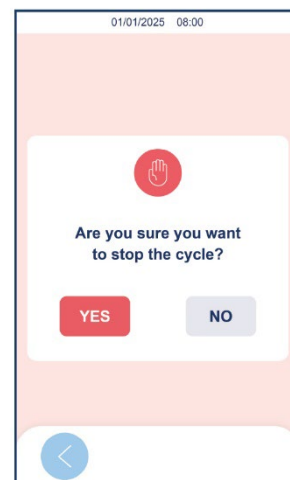 01/01/2025 08:00
Are you sure you want
to stop the cycle?
YES NO